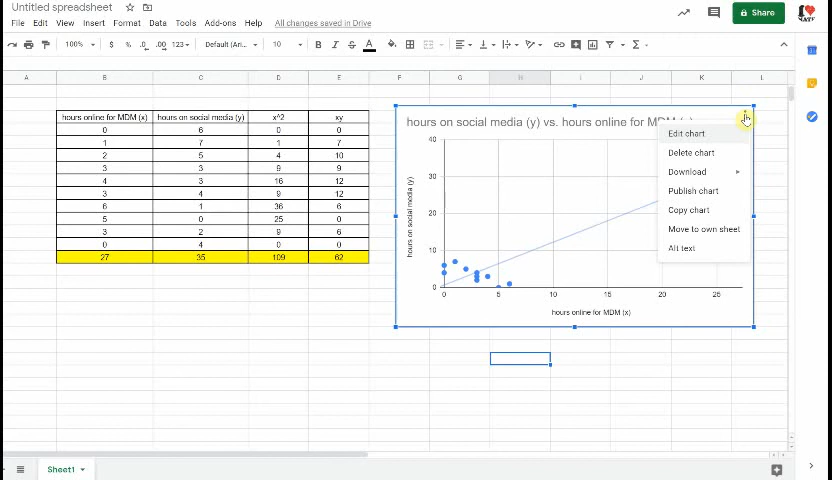 Untitled spreadsheet
File Edit View Insert Format Data Tools Add-ons Help All changes saved in Drive
Share
100% $ % .0 .00 123 Default (Ari... 10 B I S A
A B C D E F G H I J K L
hours online for MDM (x) hours on social media (y) x^2 xy
0 6 0 0
1 7 1 7
2 5 4 10
3 3 9 9
4 3 16 12
3 4 9 12
6 1 36 6
5 0 25 0
3 2 9 6
0 4 0 0
27 35 109 62
hours on social media (y) vs. hours online for MDM
hours on social media (y)
40
30
20
10
0
0 5 10 15 20 25
hours online for MDM (x)
Edit chart
Delete chart
Download
Publish chart
Copy chart
Move to own sheet
Alt text
Sheet1